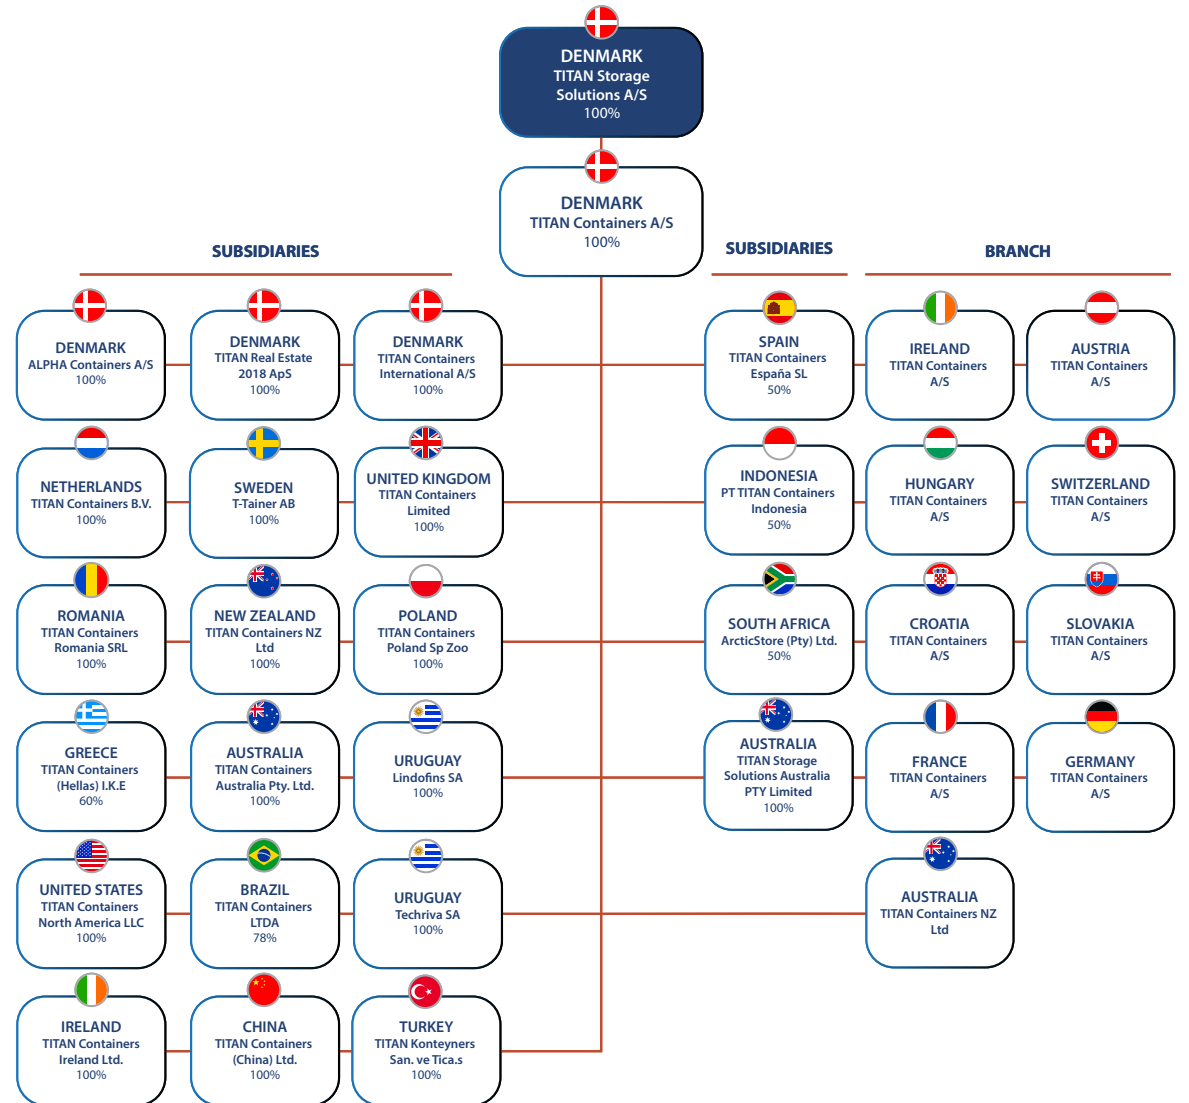 DENMARK
TITAN Storage
Solutions A/S
100%
DENMARK
TITAN Containers A/S
100%
SUBSIDIARIES
SUBSIDIARIES
BRANCH
DENMARK
ALPHA Containers A/S
100%
DENMARK
TITAN Real Estate
2018 ApS
100%
DENMARK
TITAN Containers
International A/S
100%
SPAIN
TITAN Containers
España SL
50%
IRELAND
TITAN Containers
A/S
AUSTRIA
TITAN Containers
A/S
NETHERLANDS
TITAN Containers B.V.
100%
SWEDEN
T-Tainer AB
100%
UNITED KINGDOM
TITAN Containers
Limited
100%
INDONESIA
PT TITAN Containers
Indonesia
50%
HUNGARY
TITAN Containers
A/S
SWITZERLAND
TITAN Containers
A/S
ROMANIA
TITAN Containers
Romania SRL
100%
NEW ZEALAND
TITAN Containers NZ
Ltd
100%
POLAND
TITAN Containers
Poland Sp Zoo
100%
SOUTH AFRICA
ArcticStore (Pty) Ltd.
50%
CROATIA
TITAN Containers
A/S
SLOVAKIA
TITAN Containers
A/S
GREECE
TITAN Containers
(Hellas) I.K.E
60%
AUSTRALIA
TITAN Containers
Australia Pty. Ltd.
100%
URUGUAY
Lindofins SA
100%
AUSTRALIA
TITAN Storage
Solutions Australia
PTY Limited
100%
FRANCE
TITAN Containers
A/S
GERMANY
TITAN Containers
A/S
UNITED STATES
TITAN Containers
North America LLC
100%
BRAZIL
TITAN Containers
LTDA
78%
URUGUAY
Techriva SA
100%
AUSTRALIA
TITAN Containers NZ
Ltd
IRELAND
TITAN Containers
Ireland Ltd.
100%
CHINA
TITAN Containers
(China) Ltd.
100%
TURKEY
TITAN Konteyners
San. ve Tica.s
100%